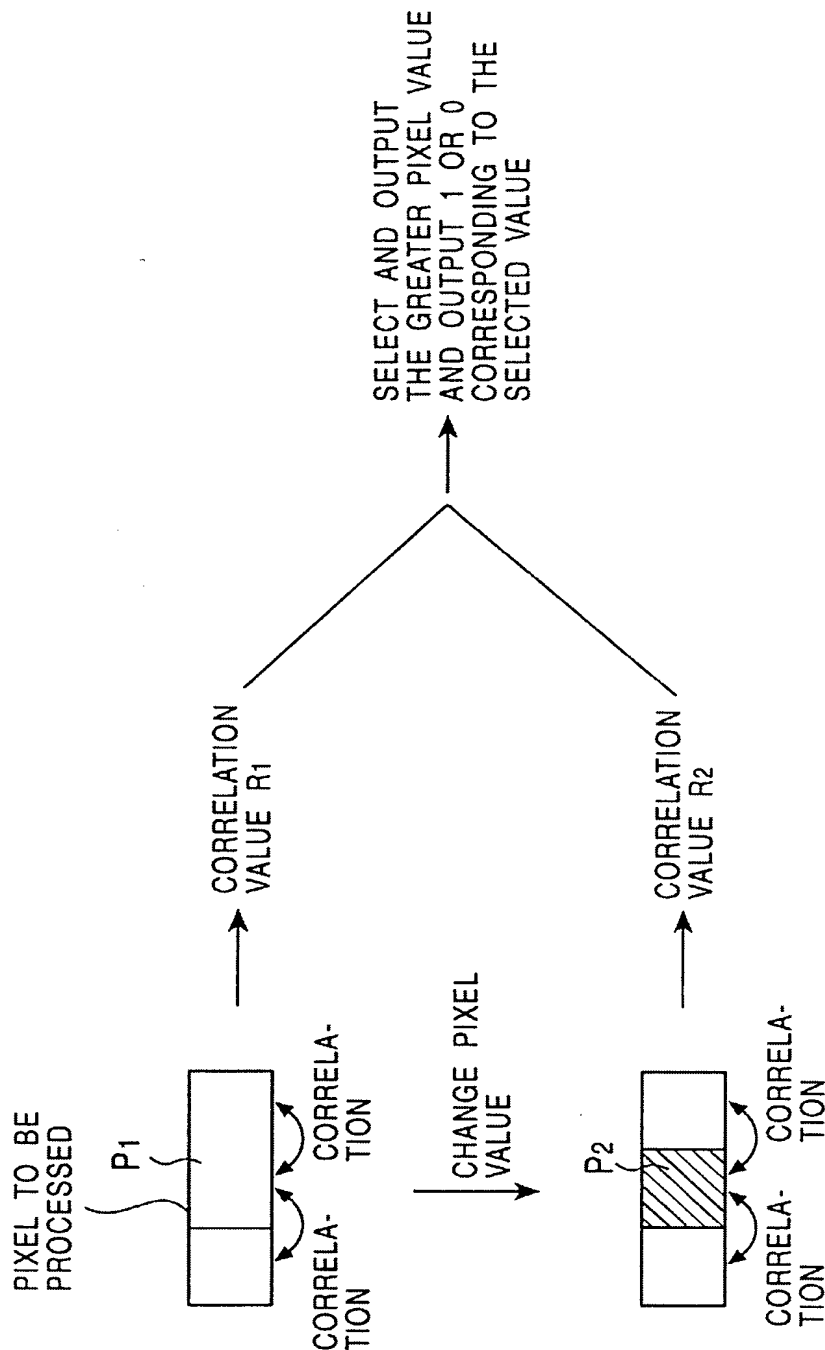 PIXEL TO BE
PROCESSED
P1
CORRELA-
TION
CORRELA-
TION
CORRELATION
VALUE R1
CHANGE PIXEL
VALUE
P2
CORRELA-
TION
CORRELA-
TION
CORRELATION
VALUE R2
SELECT AND OUTPUT
THE GREATER PIXEL VALUE
AND OUTPUT 1 OR 0
CORRESPONDING TO THE
SELECTED VALUE